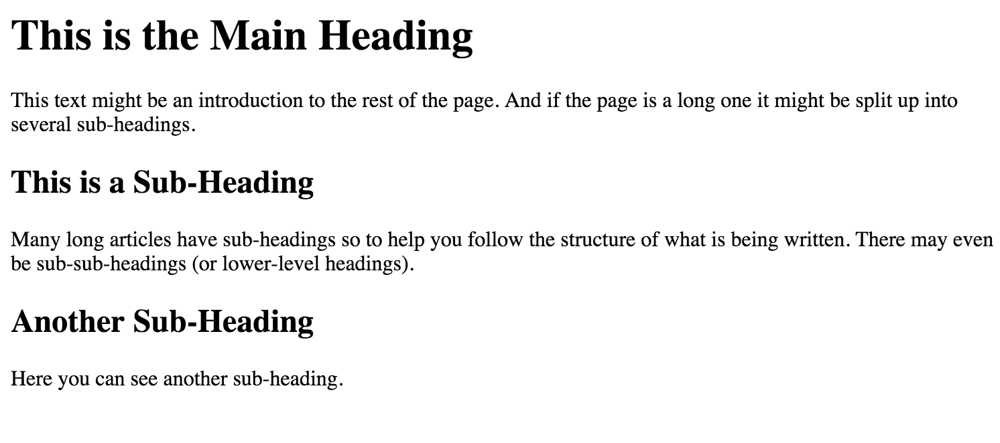 This is the Main Heading
This text might be an introduction to the rest of the page. And if the page is a long one it might be split up into
several sub-headings.
This is a Sub-Heading
Many long articles have sub-headings so to help you follow the structure of what is being written. There may even
be sub-sub-headings (or lower-level headings).
Another Sub-Heading
Here you can see another sub-heading.